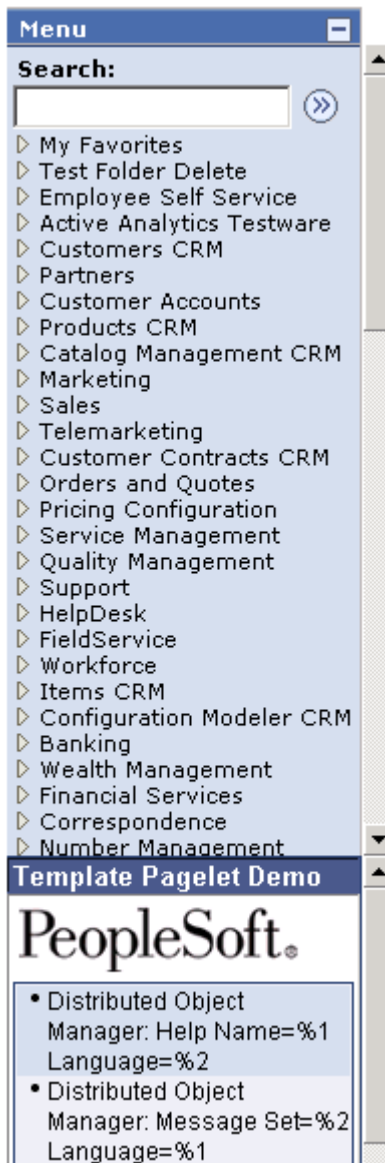 Menu
Search:
My Favorites
Test Folder Delete
Employee Self Service
Active Analytics Testware
Customers CRM
Partners
Customer Accounts
Products CRM
Catalog Management CRM
Marketing
Sales
Telemarketing
Customer Contracts CRM
Orders and Quotes
Pricing Configuration
Service Management
Quality Management
Support
HelpDesk
FieldService
Workforce
Items CRM
Configuration Modeler CRM
Banking
Wealth Management
Financial Services
Correspondence
Number Management
Template Pagelet Demo
PeopleSoft®
• Distributed Object
Manager: Help Name=%1
Language=%2
• Distributed Object
Manager: Message Set=%2
Language=%1